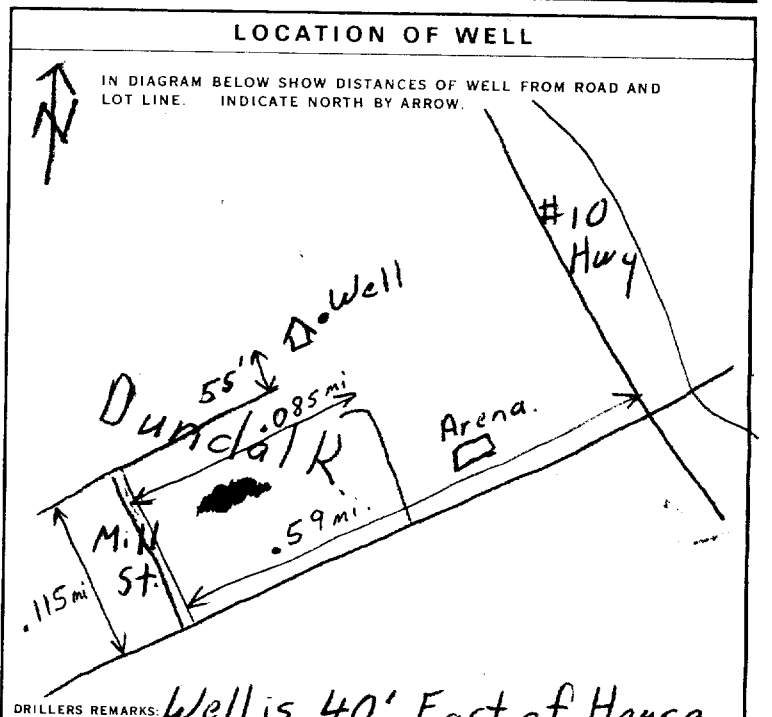 LOCATION OF WELL
IN DIAGRAM BELOW SHOW DISTANCES OF WELL FROM ROAD AND
LOT LINE. INDICATE NORTH BY ARROW.
N
#10
Hwy
.Well
55'
.085 mi
Dundalk
Arena.
.59 mi.
Mill
St.
.115 mi
DRILLERS REMARKS: Well is 40' East of House